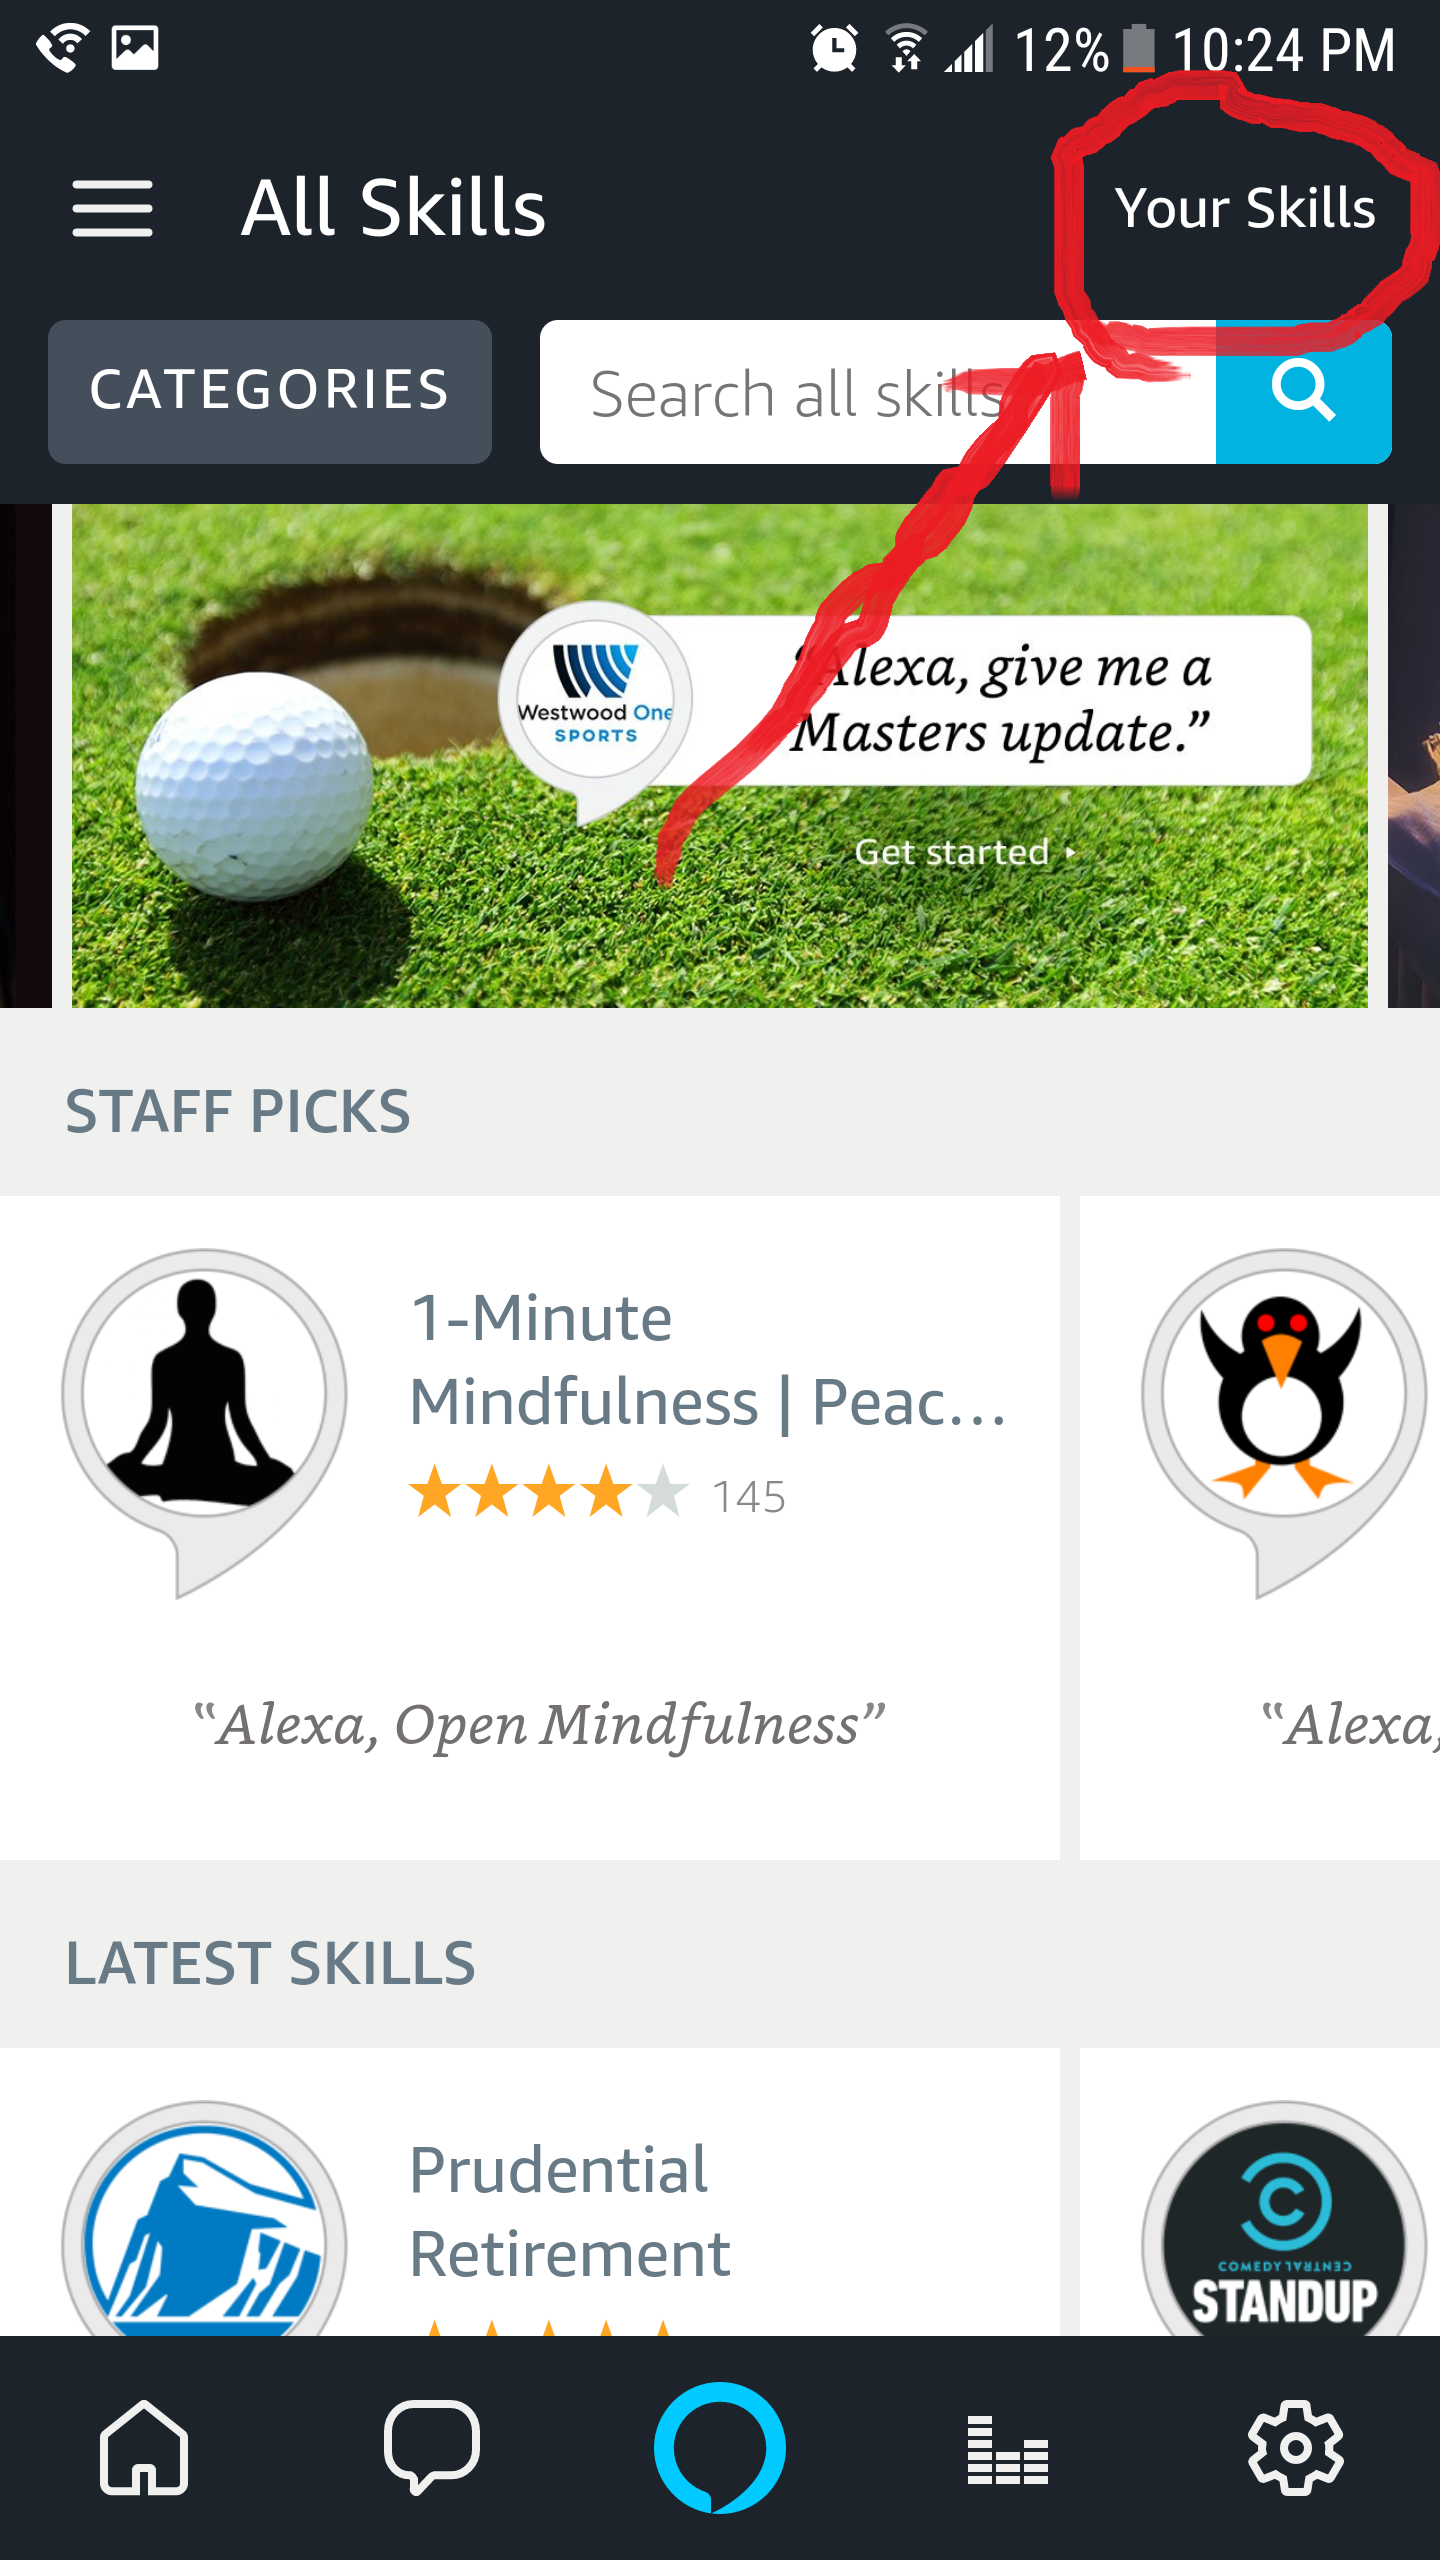 12% 10:24 PM
All Skills
Your Skills
CATEGORIES
Search all skills
Westwood One
SPORTS
“Alexa, give me a
Masters update.”
Get started
STAFF PICKS
1-Minute
Mindfulness | Peac...
145
“Alexa, Open Mindfulness”
“Alexa,
LATEST SKILLS
Prudential
Retirement
COMEDY CENTRAL
STANDUP